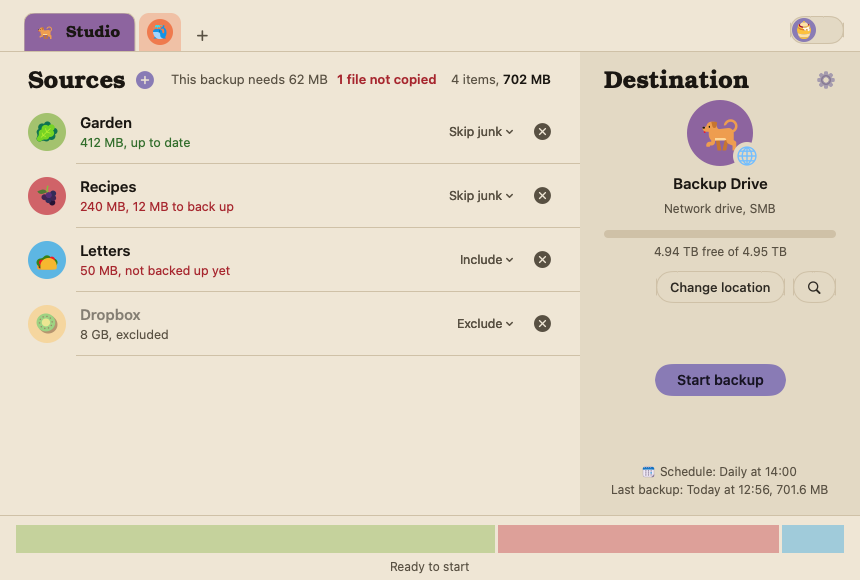 Studio
+
Sources
This backup needs 62 MB 1 file not copied 4 items, 702 MB
Garden
412 MB, up to date
Skip junk
Recipes
240 MB, 12 MB to back up
Skip junk
Letters
50 MB, not backed up yet
Include
Dropbox
8 GB, excluded
Exclude
Destination
Backup Drive
Network drive, SMB
4.94 TB free of 4.95 TB
Change location
Start backup
Schedule: Daily at 14:00
Last backup: Today at 12:56, 701.6 MB
Ready to start